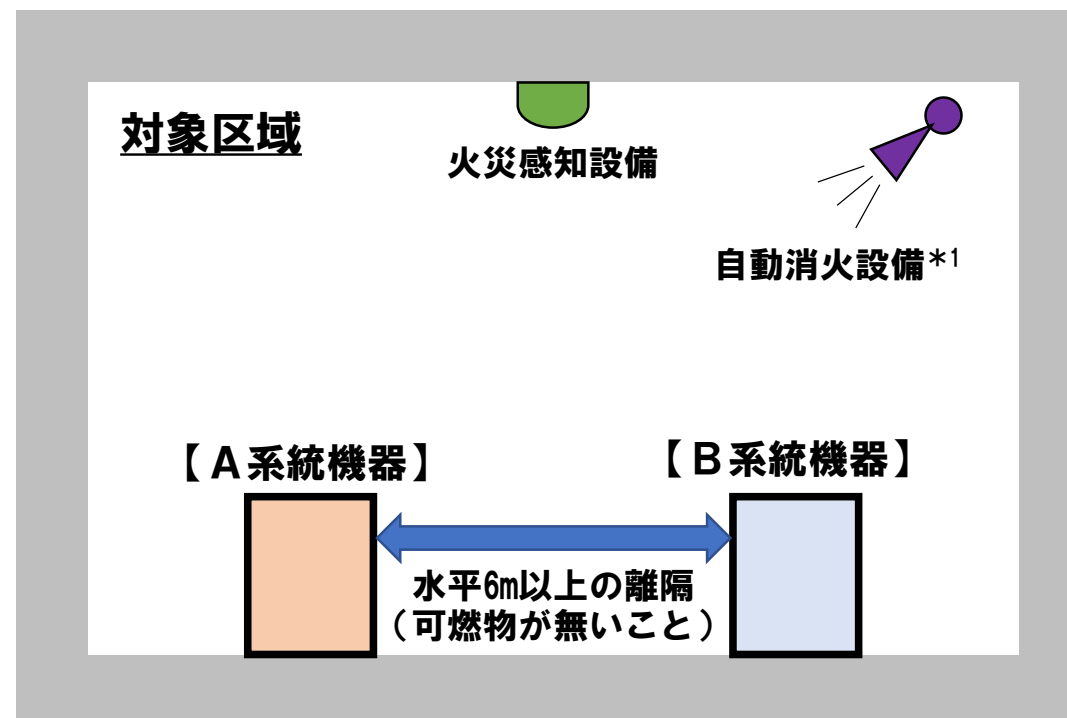 対象区域
火災感知設備
自動消火設備*1
【A系統機器】
【B系統機器】
水平6m以上の離隔
(可燃物が無いこと)